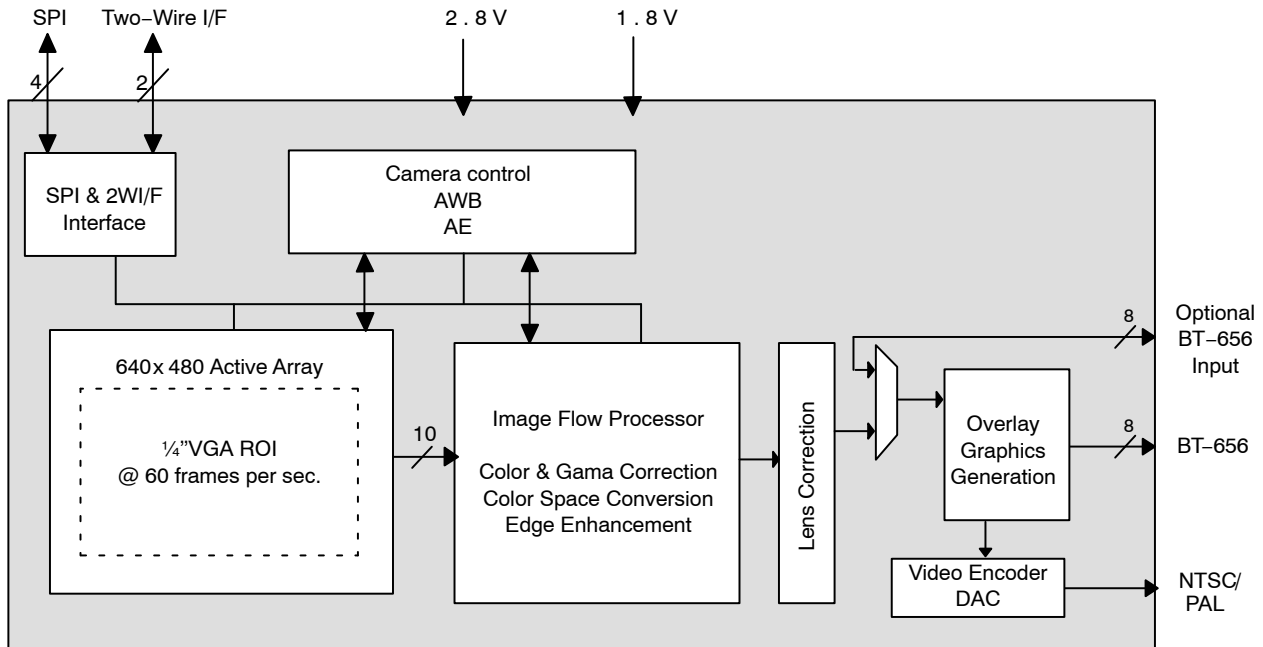 SPI
Two–Wire I/F
2 . 8 V
1 . 8 V
4
2
SPI & 2WI/F
Interface
Camera control
AWB
AE
640x 480 Active Array
¼”VGA ROI
@ 60 frames per sec.
10
Image Flow Processor
Color & Gama Correction
Color Space Conversion
Edge Enhancement
Lens Correction
Overlay
Graphics
Generation
Video Encoder
DAC
8
Optional
BT–656
Input
8
BT–656
NTSC/
PAL